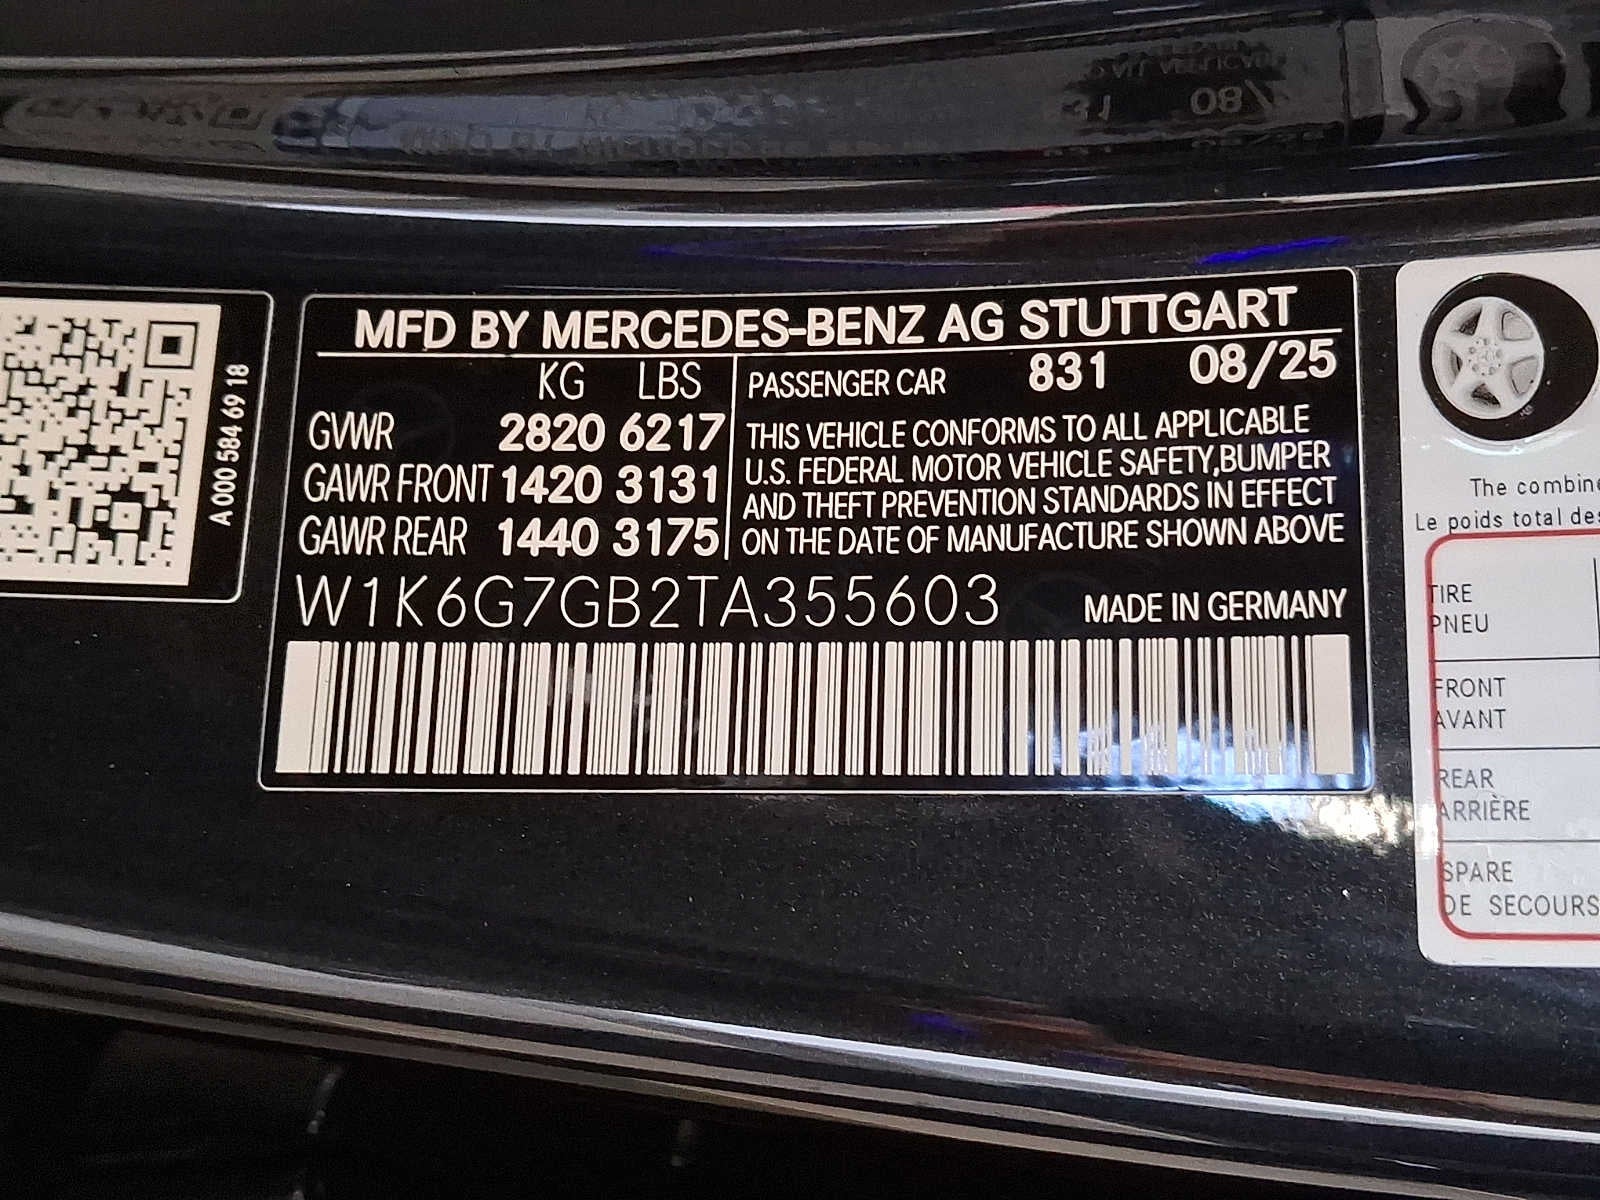 A 000 584 69 18
MFD BY MERCEDES-BENZ AG STUTTGART
KG LBS
GVWR 2820 6217
GAWR FRONT 1420 3131
GAWR REAR 1440 3175
PASSENGER CAR 831 08/25
THIS VEHICLE CONFORMS TO ALL APPLICABLE
U.S. FEDERAL MOTOR VEHICLE SAFETY,BUMPER
AND THEFT PREVENTION STANDARDS IN EFFECT
ON THE DATE OF MANUFACTURE SHOWN ABOVE
W1K6G7GB2TA355603
MADE IN GERMANY
The combine
Le poids total des
TIRE
PNEU
FRONT
AVANT
REAR
ARRIÈRE
SPARE
DE SECOURS